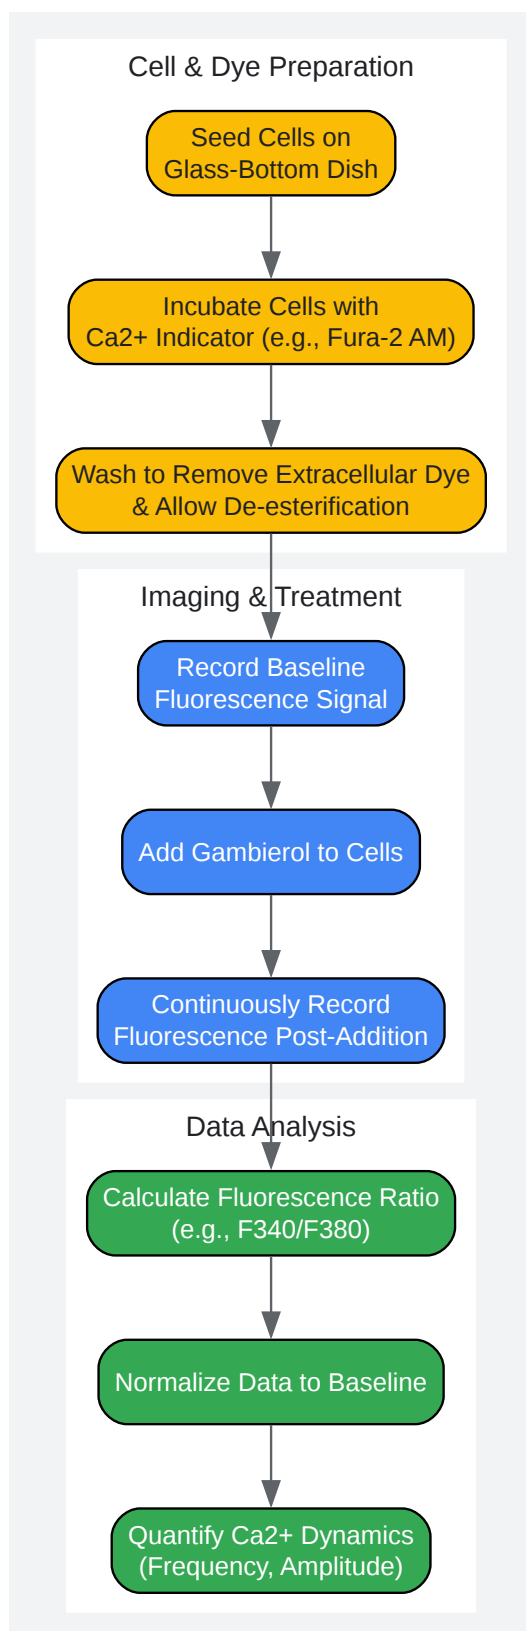 Cell & Dye Preparation
Seed Cells on
Glass-Bottom Dish
Incubate Cells with
Ca2+ Indicator (e.g., Fura-2 AM)
Wash to Remove Extracellular Dye
& Allow De-esterification
Imaging & Treatment
Record Baseline
Fluorescence Signal
Add Gambierol to Cells
Continuously Record
Fluorescence Post-Addition
Data Analysis
Calculate Fluorescence Ratio
(e.g., F340/F380)
Normalize Data to Baseline
Quantify Ca2+ Dynamics
(Frequency, Amplitude)